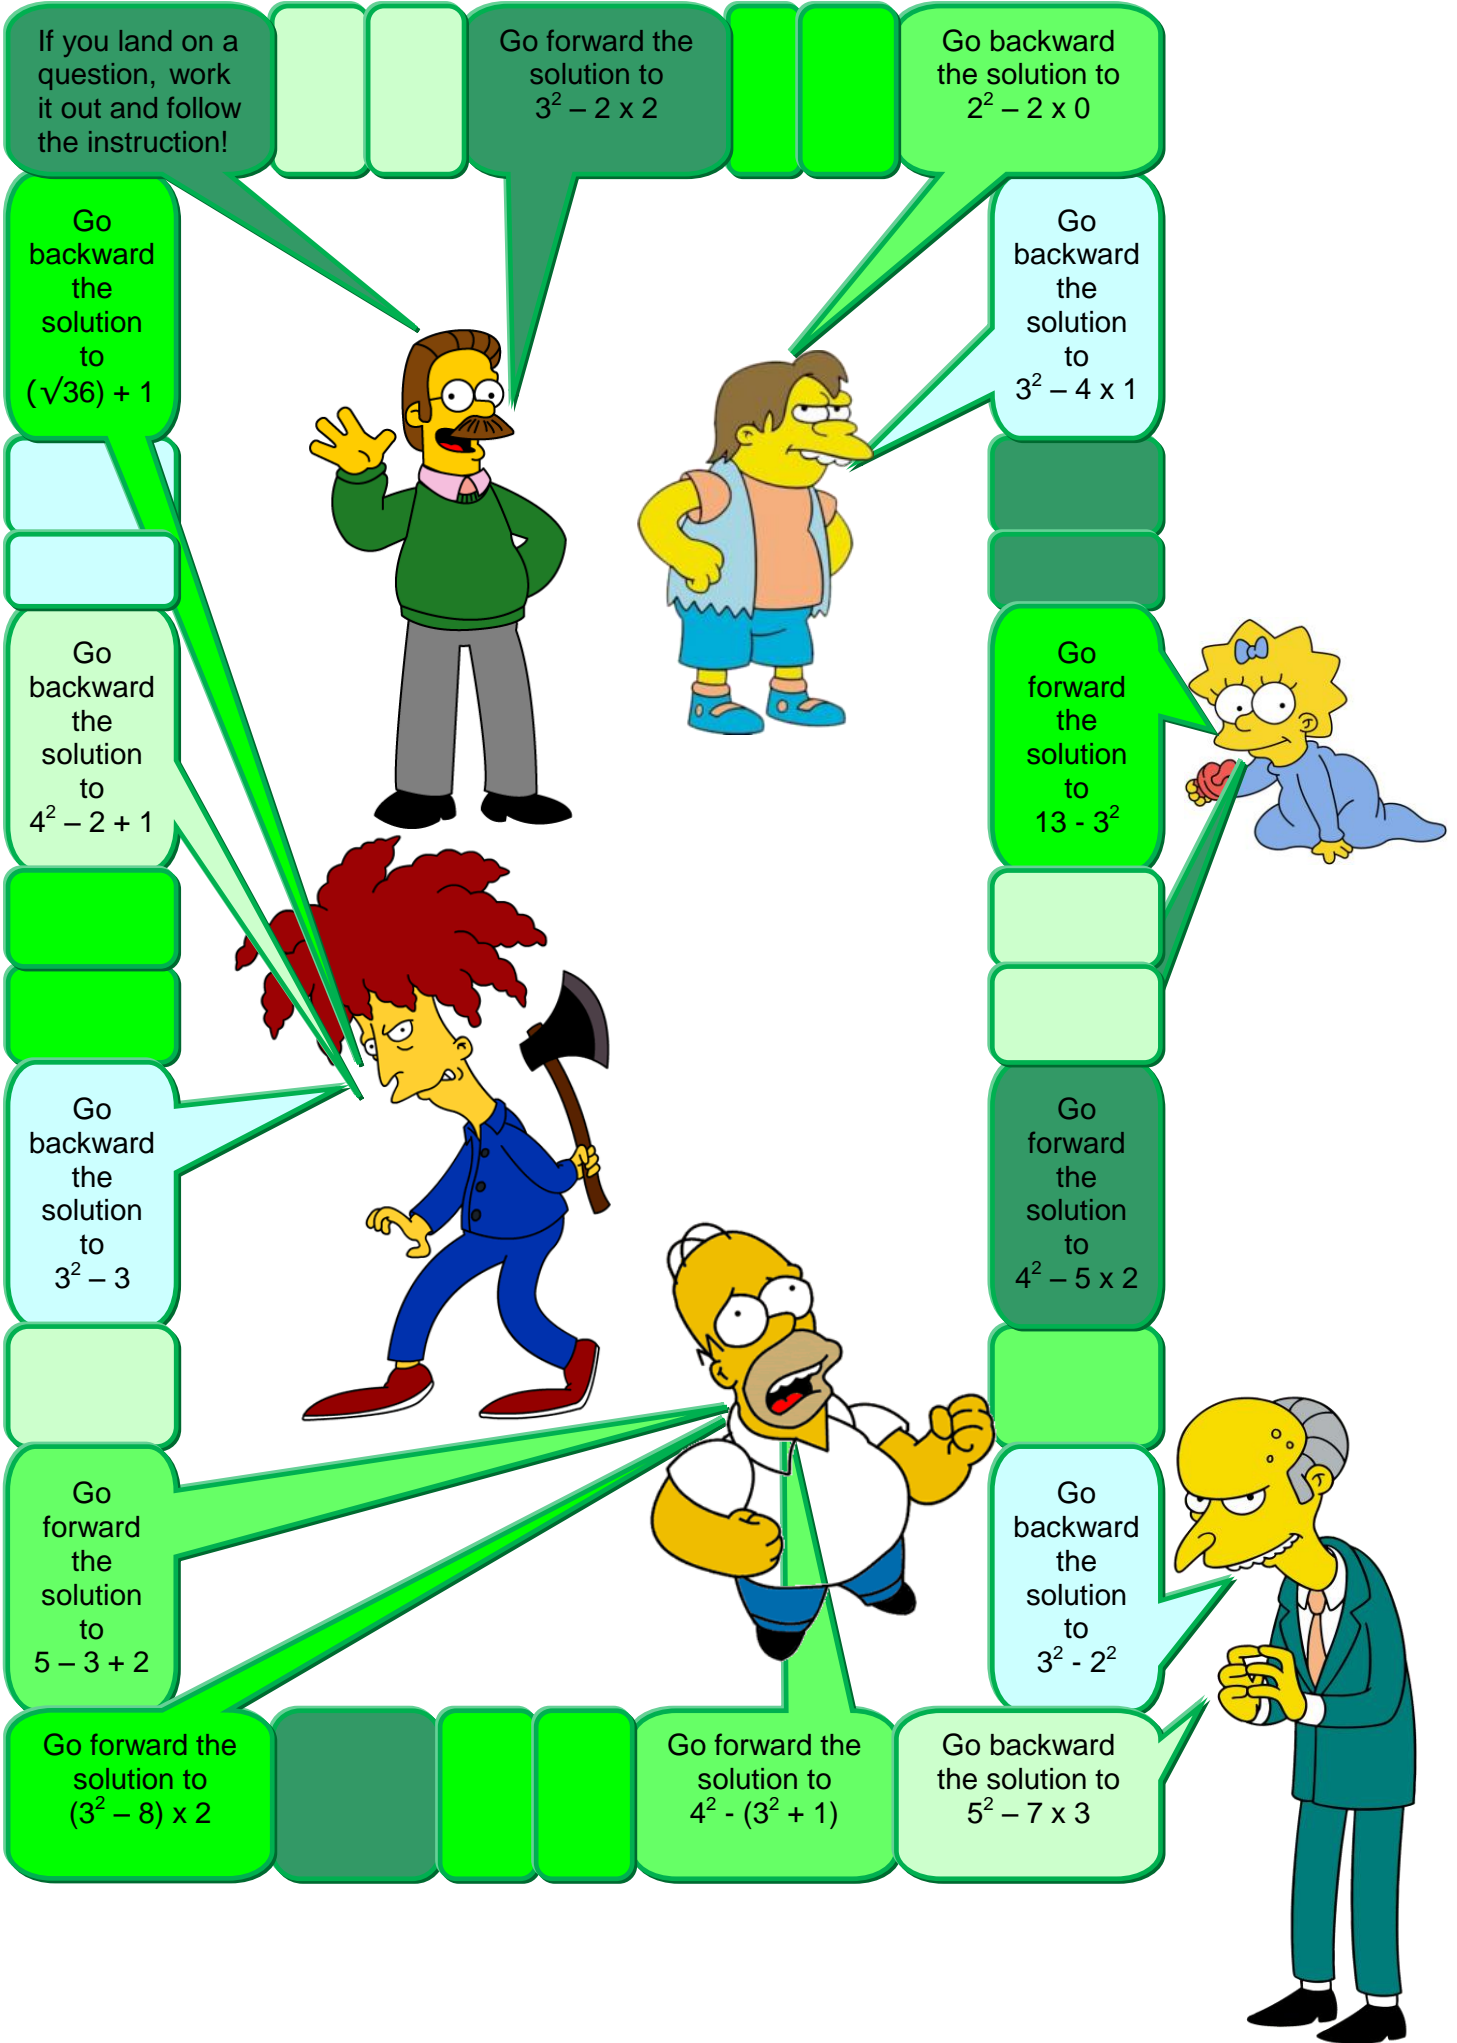 If you land on a
question, work
it out and follow
the instruction!
Go forward the
solution to
3² – 2 x 2
Go backward
the solution to
2² – 2 x 0
Go
backward
the
solution
to
3² – 4 x 1
Go
forward
the
solution
to
13 - 3²
Go
forward
the
solution
to
4² – 5 x 2
Go
backward
the
solution
to
3² - 2²
Go backward
the solution to
5² – 7 x 3
Go forward the
solution to
4² - (3² + 1)
Go forward the
solution to
(3² – 8) x 2
Go
forward
the
solution
to
5 – 3 + 2
Go
backward
the
solution
to
3² – 3
Go
backward
the
solution
to
4² – 2 + 1
Go
backward
the
solution
to
(√36) + 1